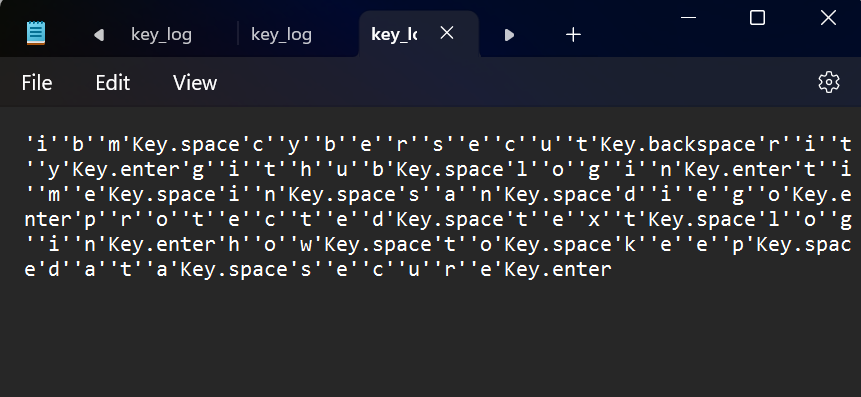 key_log key_log key_lo
File Edit View
'i''b''m'Key.space'c''y''b''e''r''s''e''c''u''t'Key.backspace'r''i''t
''y'Key.enter'g''i''t''h''u''b'Key.space'l''o''g''i''n'Key.enter't''i
''m''e'Key.space'i''n'Key.space's''a''n'Key.space'd''i''e''g''o'Key.e
nter'p''r''o''t''e''c''t''e''d'Key.space't''e''x''t'Key.space'l''o''g
''i''n'Key.enter'h''o''w'Key.space't''o'Key.space'k''e''e''p'Key.spac
e'd''a''t''a'Key.space's''e''c''u''r''e'Key.enter